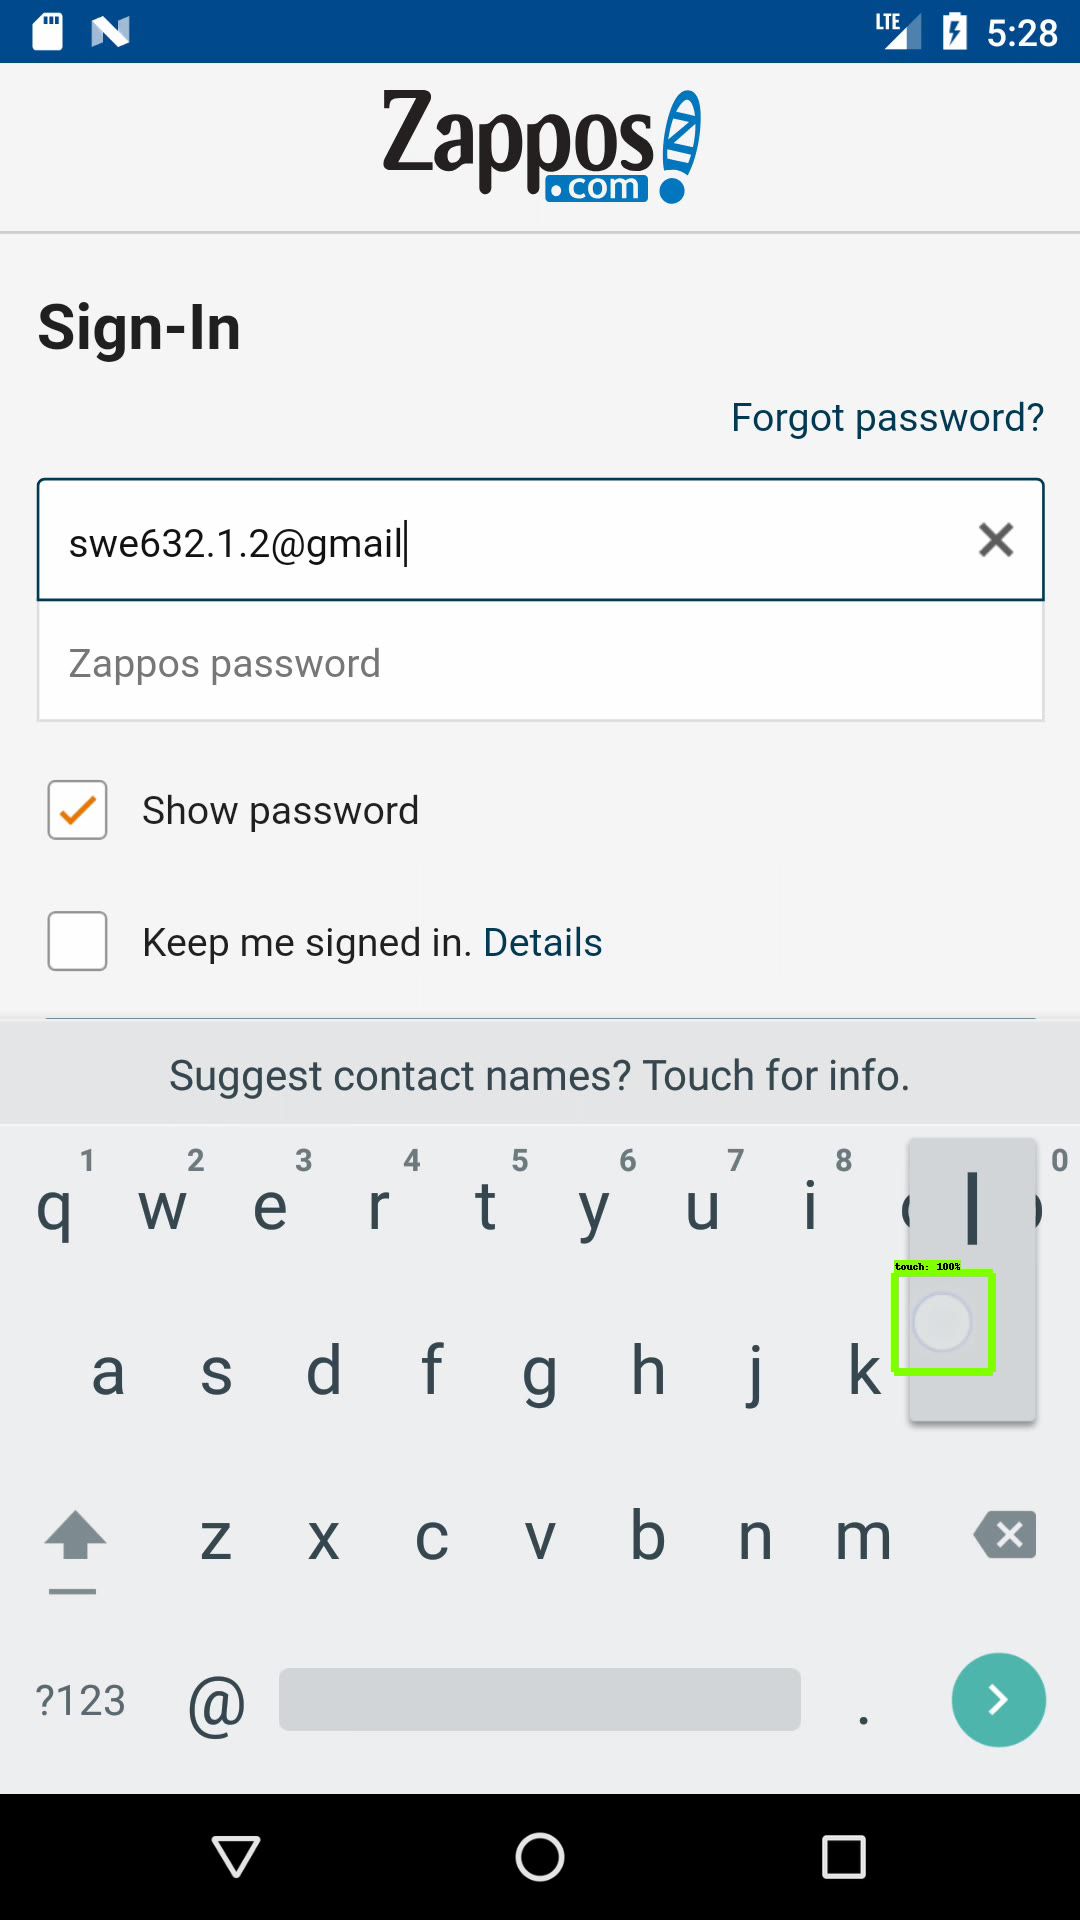 LTE 5:28
Zappos
.com
Sign-In
Forgot password?
swe632.1.2@gmail
Zappos password
Show password
Keep me signed in. Details
Suggest contact names? Touch for info.
1 2 3 4 5 6 7 8 0
q w e r t y u i l
touch: 100%
a s d f g h j k
z x c v b n m
?123 @ .